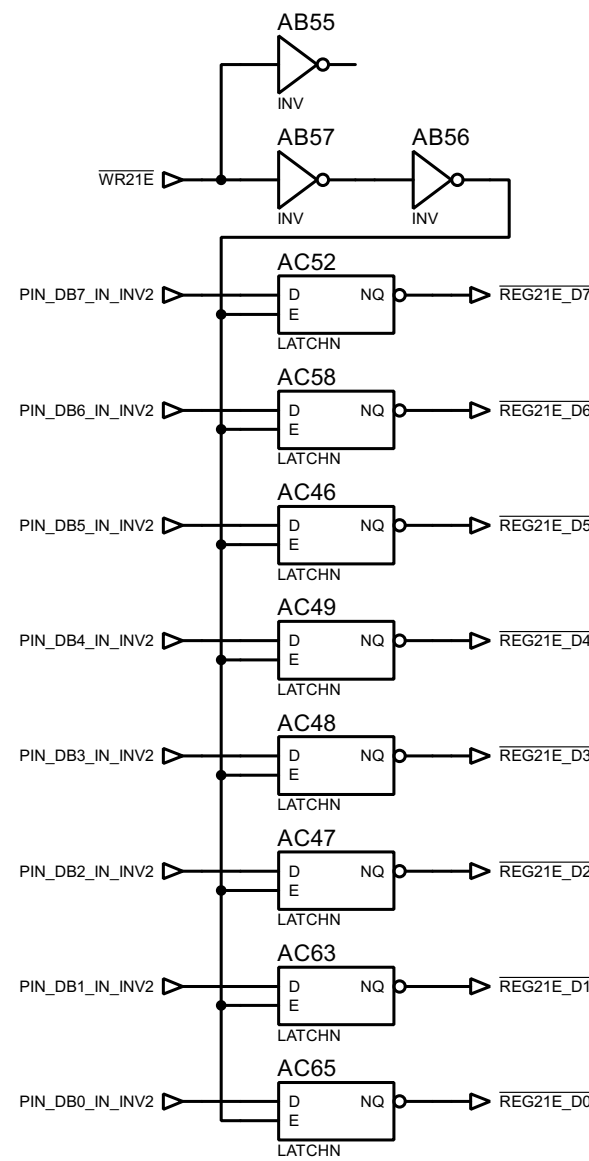 AB55
INV
AB57 AB56
WR21E
INV INV
AC52
PIN_DB7_IN_INV2 D NQ REG21E_D7
E
LATCHN
AC58
PIN_DB6_IN_INV2 D NQ REG21E_D6
E
LATCHN
AC46
PIN_DB5_IN_INV2 D NQ REG21E_D5
E
LATCHN
AC49
PIN_DB4_IN_INV2 D NQ REG21E_D4
E
LATCHN
AC48
PIN_DB3_IN_INV2 D NQ REG21E_D3
E
LATCHN
AC47
PIN_DB2_IN_INV2 D NQ REG21E_D2
E
LATCHN
AC63
PIN_DB1_IN_INV2 D NQ REG21E_D1
E
LATCHN
AC65
PIN_DB0_IN_INV2 D NQ REG21E_D0
E
LATCHN